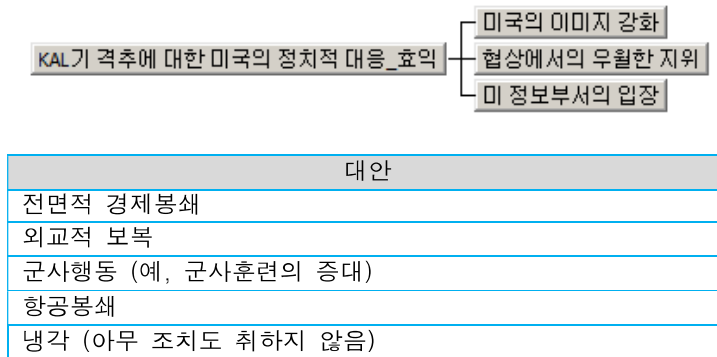 미국의 이미지 강화
KAL기 격추에 대한 미국의 정치적 대응_효익
협상에서의 우월한 지위
미 정보부서의 입장
대안
전면적 경제봉쇄
외교적 보복
군사행동 (예, 군사훈련의 증대)
항공봉쇄
냉각 (아무 조치도 취하지 않음)